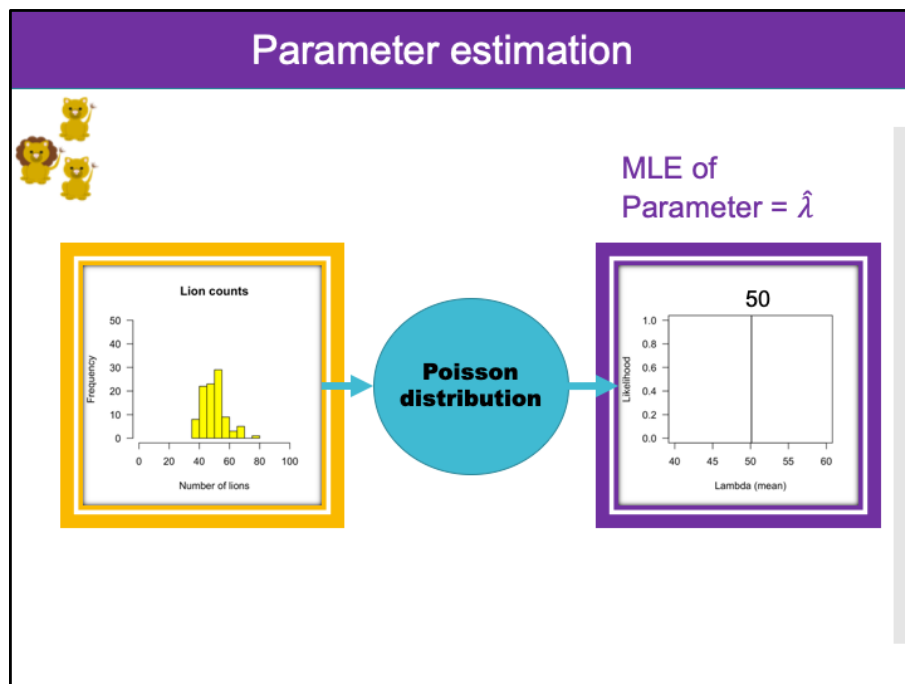 Parameter estimation
MLE of
Parameter = λ̂
Lion counts
50
40
30
20
10
0
Frequency
0 20 40 60 80 100
Number of lions
Poisson
distribution
50
1.0
0.8
0.6
0.4
0.2
0.0
Likelihood
40 45 50 55 60
Lambda (mean)